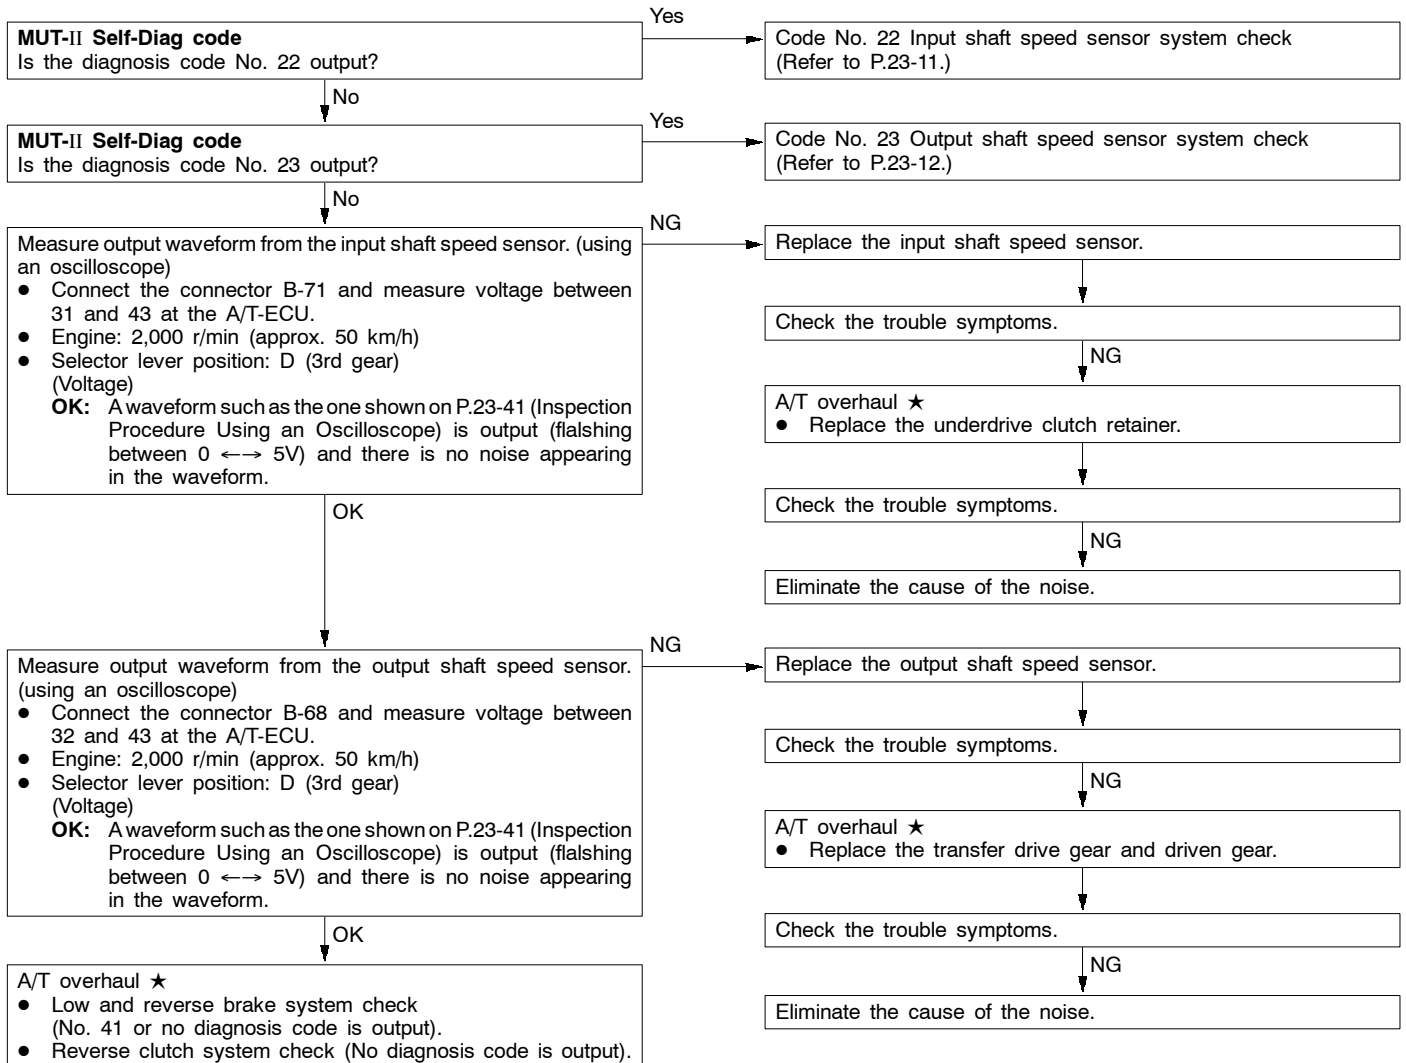 Yes
MUT-II Self-Diag code
Is the diagnosis code No. 22 output?
Code No. 22 Input shaft speed sensor system check
(Refer to P.23-11.)
No
Yes
MUT-II Self-Diag code
Is the diagnosis code No. 23 output?
Code No. 23 Output shaft speed sensor system check
(Refer to P.23-12.)
No
NG
Measure output waveform from the input shaft speed sensor. (using
an oscilloscope)
● Connect the connector B-71 and measure voltage between
31 and 43 at the A/T-ECU.
● Engine: 2,000 r/min (approx. 50 km/h)
● Selector lever position: D (3rd gear)
(Voltage)
OK: A waveform such as the one shown on P.23-41 (Inspection
Procedure Using an Oscilloscope) is output (flalshing
between 0 ←→ 5V) and there is no noise appearing
in the waveform.
Replace the input shaft speed sensor.
Check the trouble symptoms.
NG
A/T overhaul ★
● Replace the underdrive clutch retainer.
Check the trouble symptoms.
NG
Eliminate the cause of the noise.
OK
NG
Measure output waveform from the output shaft speed sensor.
(using an oscilloscope)
● Connect the connector B-68 and measure voltage between
32 and 43 at the A/T-ECU.
● Engine: 2,000 r/min (approx. 50 km/h)
● Selector lever position: D (3rd gear)
(Voltage)
OK: A waveform such as the one shown on P.23-41 (Inspection
Procedure Using an Oscilloscope) is output (flalshing
between 0 ←→ 5V) and there is no noise appearing
in the waveform.
Replace the output shaft speed sensor.
Check the trouble symptoms.
NG
A/T overhaul ★
● Replace the transfer drive gear and driven gear.
Check the trouble symptoms.
NG
Eliminate the cause of the noise.
OK
A/T overhaul ★
● Low and reverse brake system check
(No. 41 or no diagnosis code is output).
● Reverse clutch system check (No diagnosis code is output).